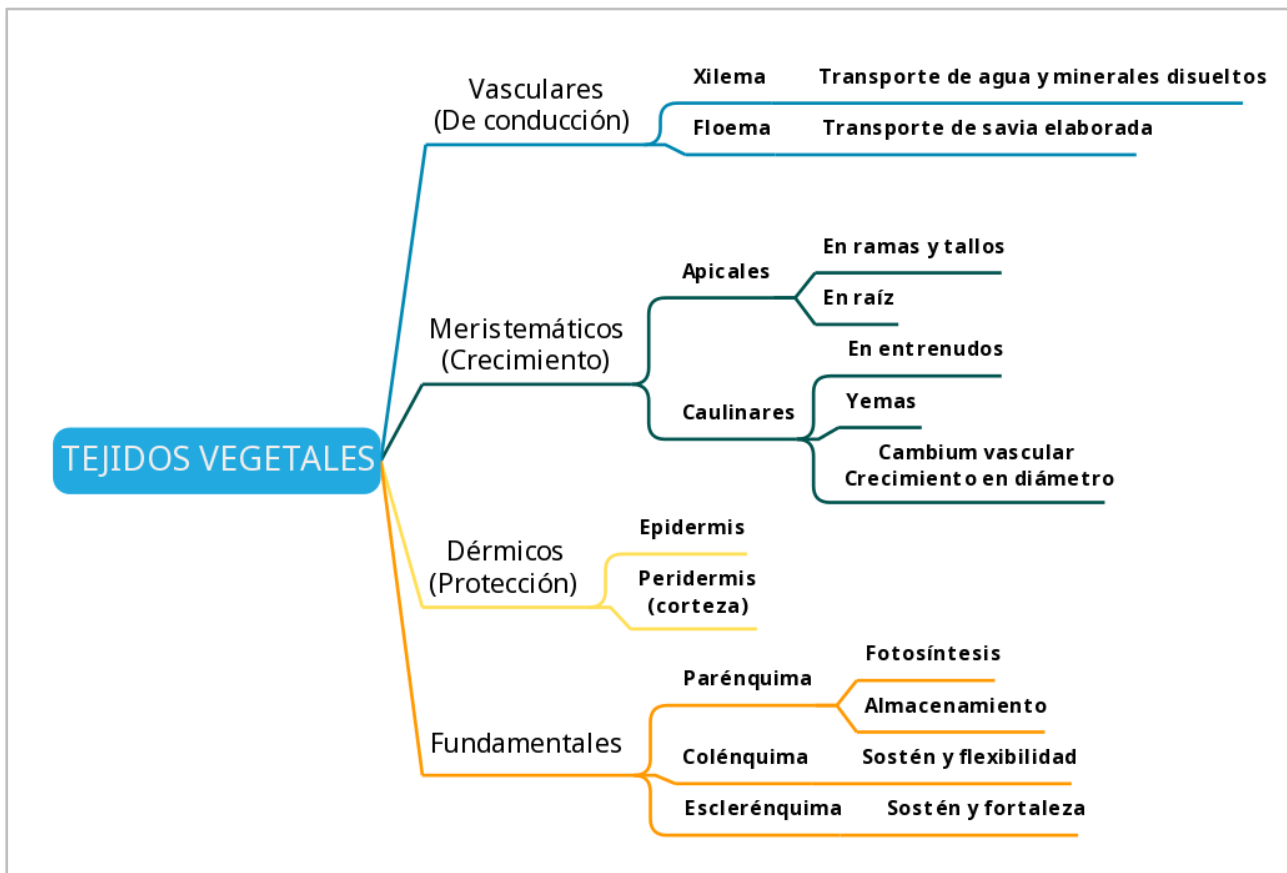 TEJIDOS VEGETALES
Vasculares
(De conducción)
Xilema Transporte de agua y minerales disueltos
Floema Transporte de savia elaborada
Meristemáticos
(Crecimiento)
Apicales
En ramas y tallos
En raíz
Caulinares
En entrenudos
Yemas
Cambium vascular
Crecimiento en diámetro
Dérmicos
(Protección)
Epidermis
Peridermis
(corteza)
Fundamentales
Parénquima
Fotosíntesis
Almacenamiento
Colénquima Sostén y flexibilidad
Esclerénquima Sostén y fortaleza